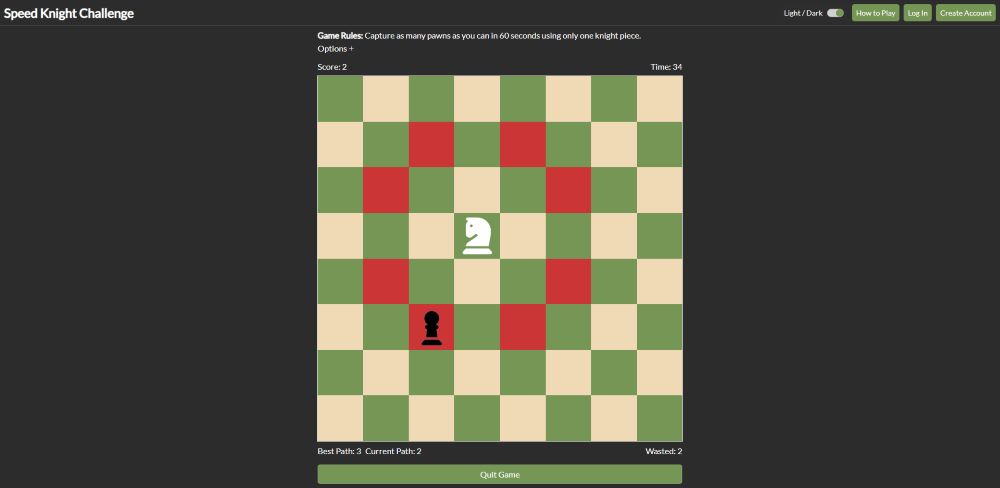 Speed Knight Challenge
Light / Dark
How to Play
Log In
Create Account
Game Rules: Capture as many pawns as you can in 60 seconds using only one knight piece.
Options +
Score: 2
Time: 34
Best Path: 3 Current Path: 2
Wasted: 2
Quit Game